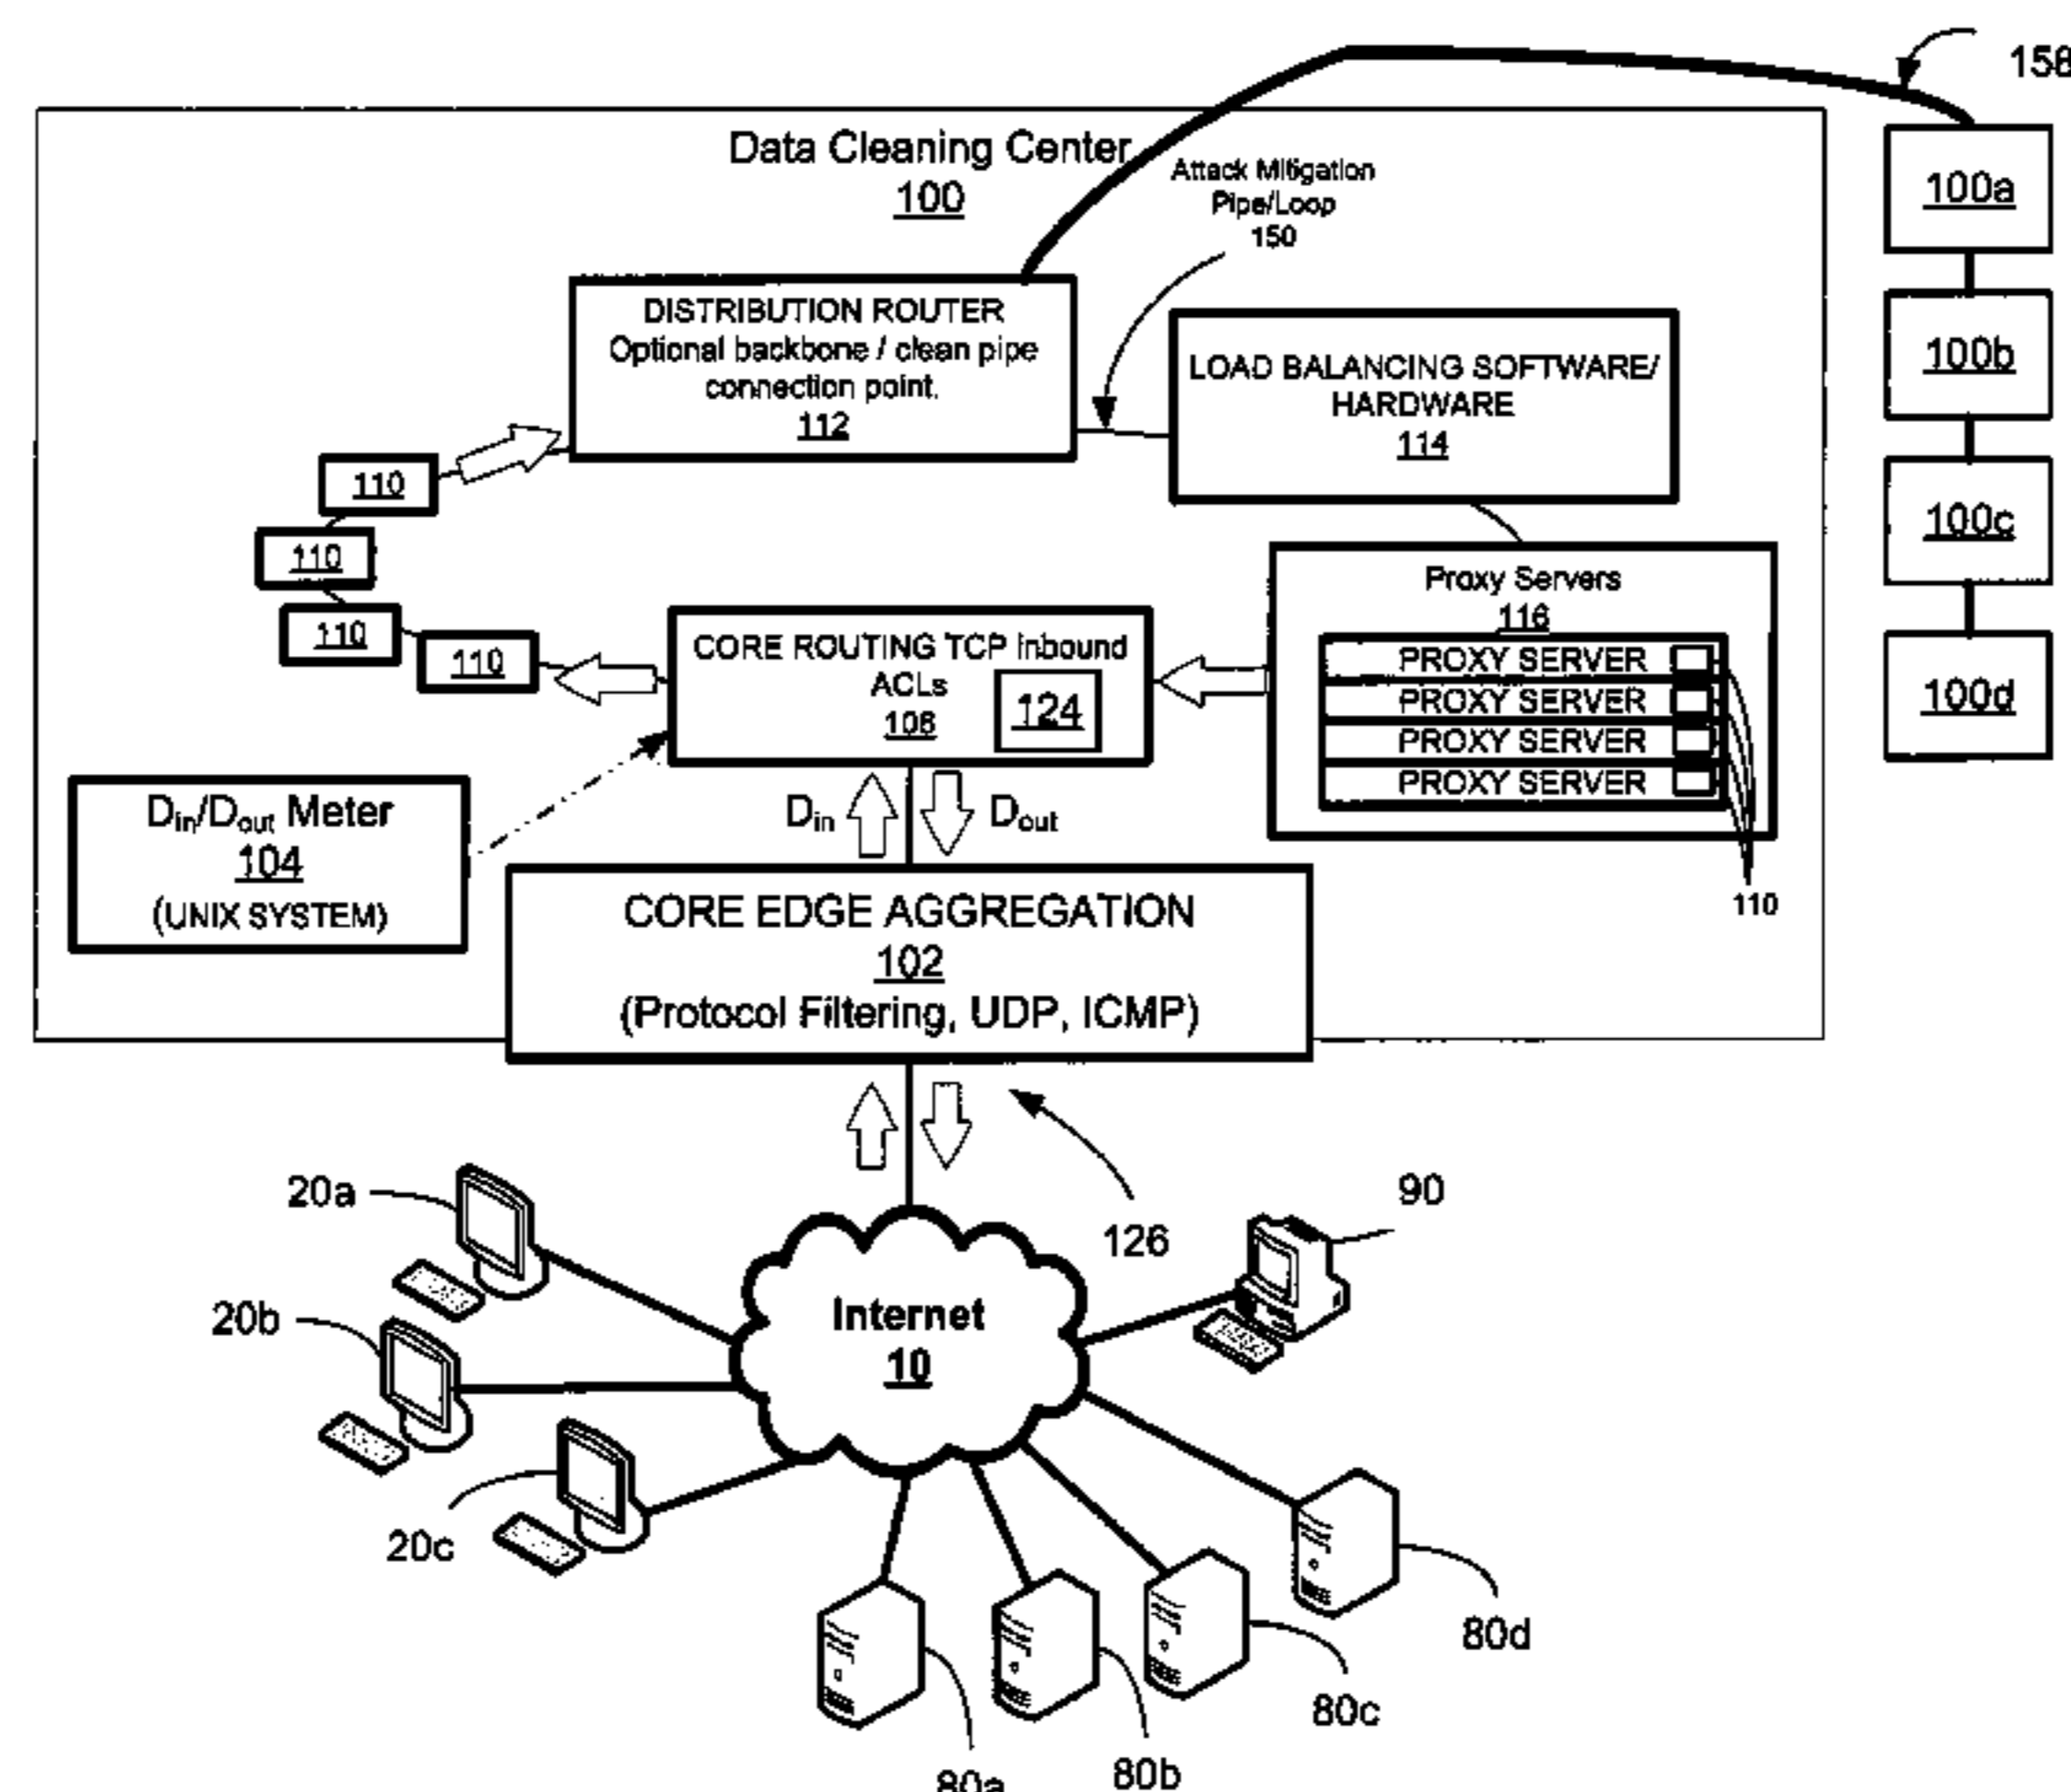 158
Data Cleaning Center
100
Attack Mitigation
Pipe/Loop
150
100a
DISTRIBUTION ROUTER
Optional backbone / clean pipe
connection point.
112
LOAD BALANCING SOFTWARE/
HARDWARE
114
100b
110
110
110
110
100c
CORE ROUTING TCP Inbound
ACLs
108
124
Proxy Servers
116
PROXY SERVER
PROXY SERVER
PROXY SERVER
PROXY SERVER
110
100d
Din/Dout Meter
104
(UNIX SYSTEM)
Din
Dout
CORE EDGE AGGREGATION
102
(Protocol Filtering, UDP, ICMP)
126
20a
20b
20c
Internet
10
90
80a
80b
80c
80d